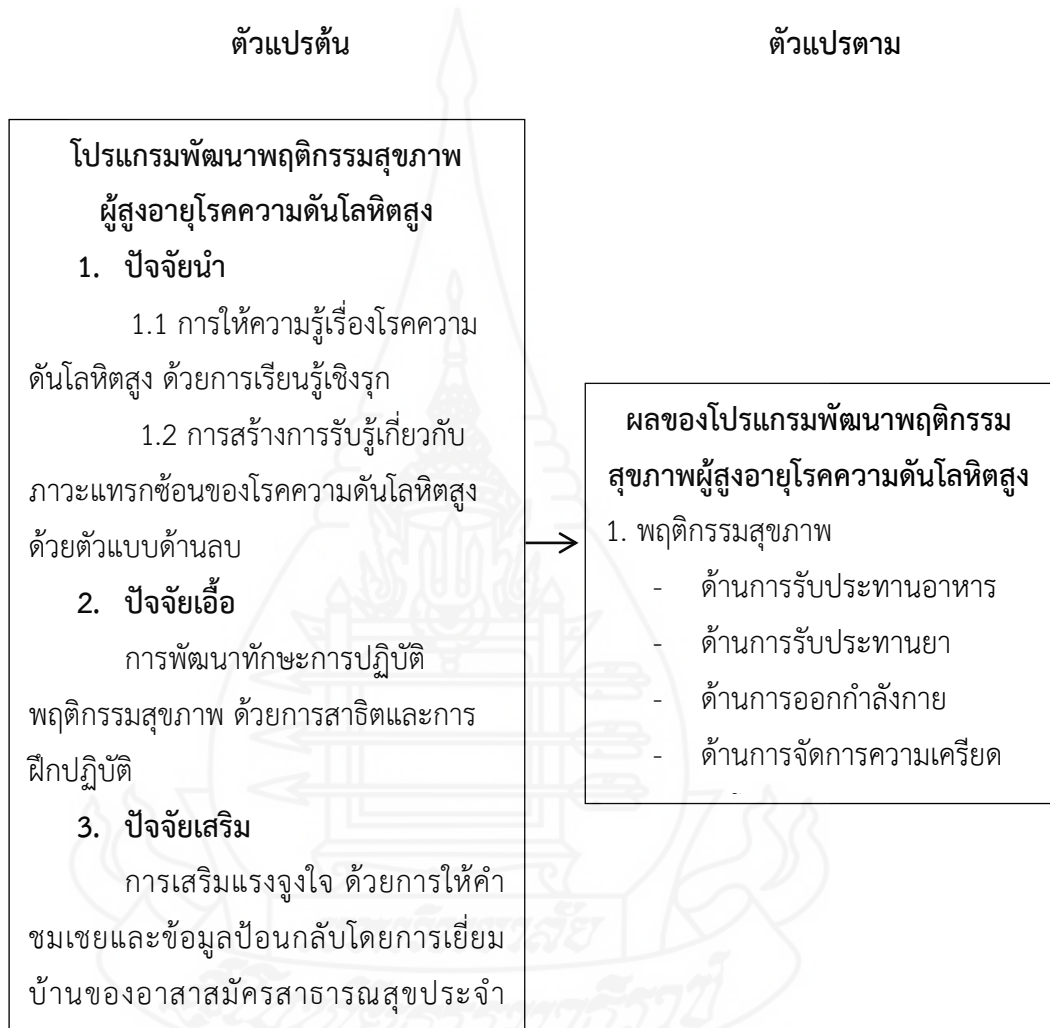 ตัวแปรต้น
ตัวแปรตาม
โปรแกรมพัฒนาพฤติกรรมสุขภาพ
ผู้สูงอายุโรคความดันโลหิตสูง
1. ปัจจัยนำ
1.1 การให้ความรู้เรื่องโรคความ
ดันโลหิตสูง ด้วยการเรียนรู้เชิงรุก
1.2 การสร้างการรับรู้เกี่ยวกับ
ภาวะแทรกซ้อนของโรคความดันโลหิตสูง
ด้วยตัวแบบด้านลบ
2. ปัจจัยเอื้อ
การพัฒนาทักษะการปฏิบัติ
พฤติกรรมสุขภาพ ด้วยการสาธิตและการ
ฝึกปฏิบัติ
3. ปัจจัยเสริม
การเสริมแรงจูงใจ ด้วยการให้คำ
ชมเชยและข้อมูลป้อนกลับโดยการเยี่ยม
บ้านของอาสาสมัครสาธารณสุขประจำ
ผลของโปรแกรมพัฒนาพฤติกรรม
สุขภาพผู้สูงอายุโรคความดันโลหิตสูง
1. พฤติกรรมสุขภาพ
- ด้านการรับประทานอาหาร
- ด้านการรับประทานยา
- ด้านการออกกำลังกาย
- ด้านการจัดการความเครียด